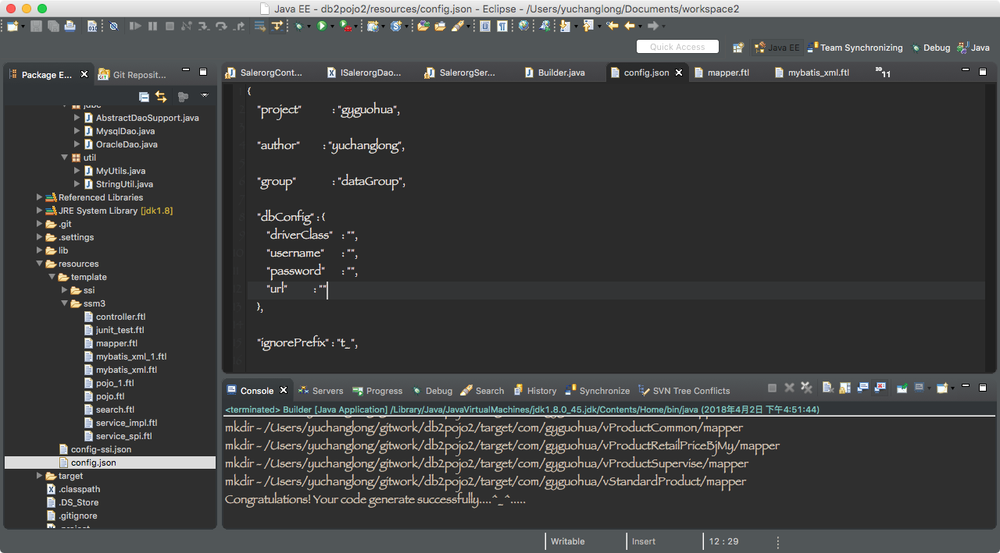 Java EE - db2pojo2/resources/config.json - Eclipse - /Users/yuchanglong/Documents/workspace2
Quick Access
Java EE
Team Synchronizing
Debug
Java
Package E...
Git Reposit...
jdbc
AbstractDaoSupport.java
MysqlDao.java
OracleDao.java
util
MyUtils.java
StringUtil.java
Referenced Libraries
JRE System Library [jdk1.8]
.git
.settings
lib
resources
template
ssi
ssm3
controller.ftl
junit_test.ftl
mapper.ftl
mybatis_xml_1.ftl
mybatis_xml.ftl
pojo_1.ftl
pojo.ftl
search.ftl
service_impl.ftl
service_spi.ftl
config-ssi.json
config.json
target
.classpath
.DS_Store
.gitignore
.project
SalerorgCont...
ISalerorgDao...
SalerorgSer...
Builder.java
config.json
mapper.ftl
mybatis_xml.ftl
11
{
"project" : "gyguohua",
"author" : "yuchanglong",
"group" : "dataGroup",
"dbConfig" : {
"driverClass" : "",
"username" : "",
"password" : "",
"url" : ""
},
"ignorePrefix" : "t_",
Console
Servers
Progress
Debug
Search
History
Synchronize
SVN Tree Conflicts
<terminated> Builder [Java Application] /Library/Java/JavaVirtualMachines/jdk1.8.0_45.jdk/Contents/Home/bin/java (2018年4月2日 下午4:51:44)
mkdir - /Users/yuchanglong/gitwork/db2pojo2/target/com/gyguohua/vProductCommon/mapper
mkdir - /Users/yuchanglong/gitwork/db2pojo2/target/com/gyguohua/vProductRetailPriceBjMy/mapper
mkdir - /Users/yuchanglong/gitwork/db2pojo2/target/com/gyguohua/vProductSupervise/mapper
mkdir - /Users/yuchanglong/gitwork/db2pojo2/target/com/gyguohua/vStandardProduct/mapper
Congratulations! Your code generate successfully....^_^.....
Writable
Insert
12 : 29